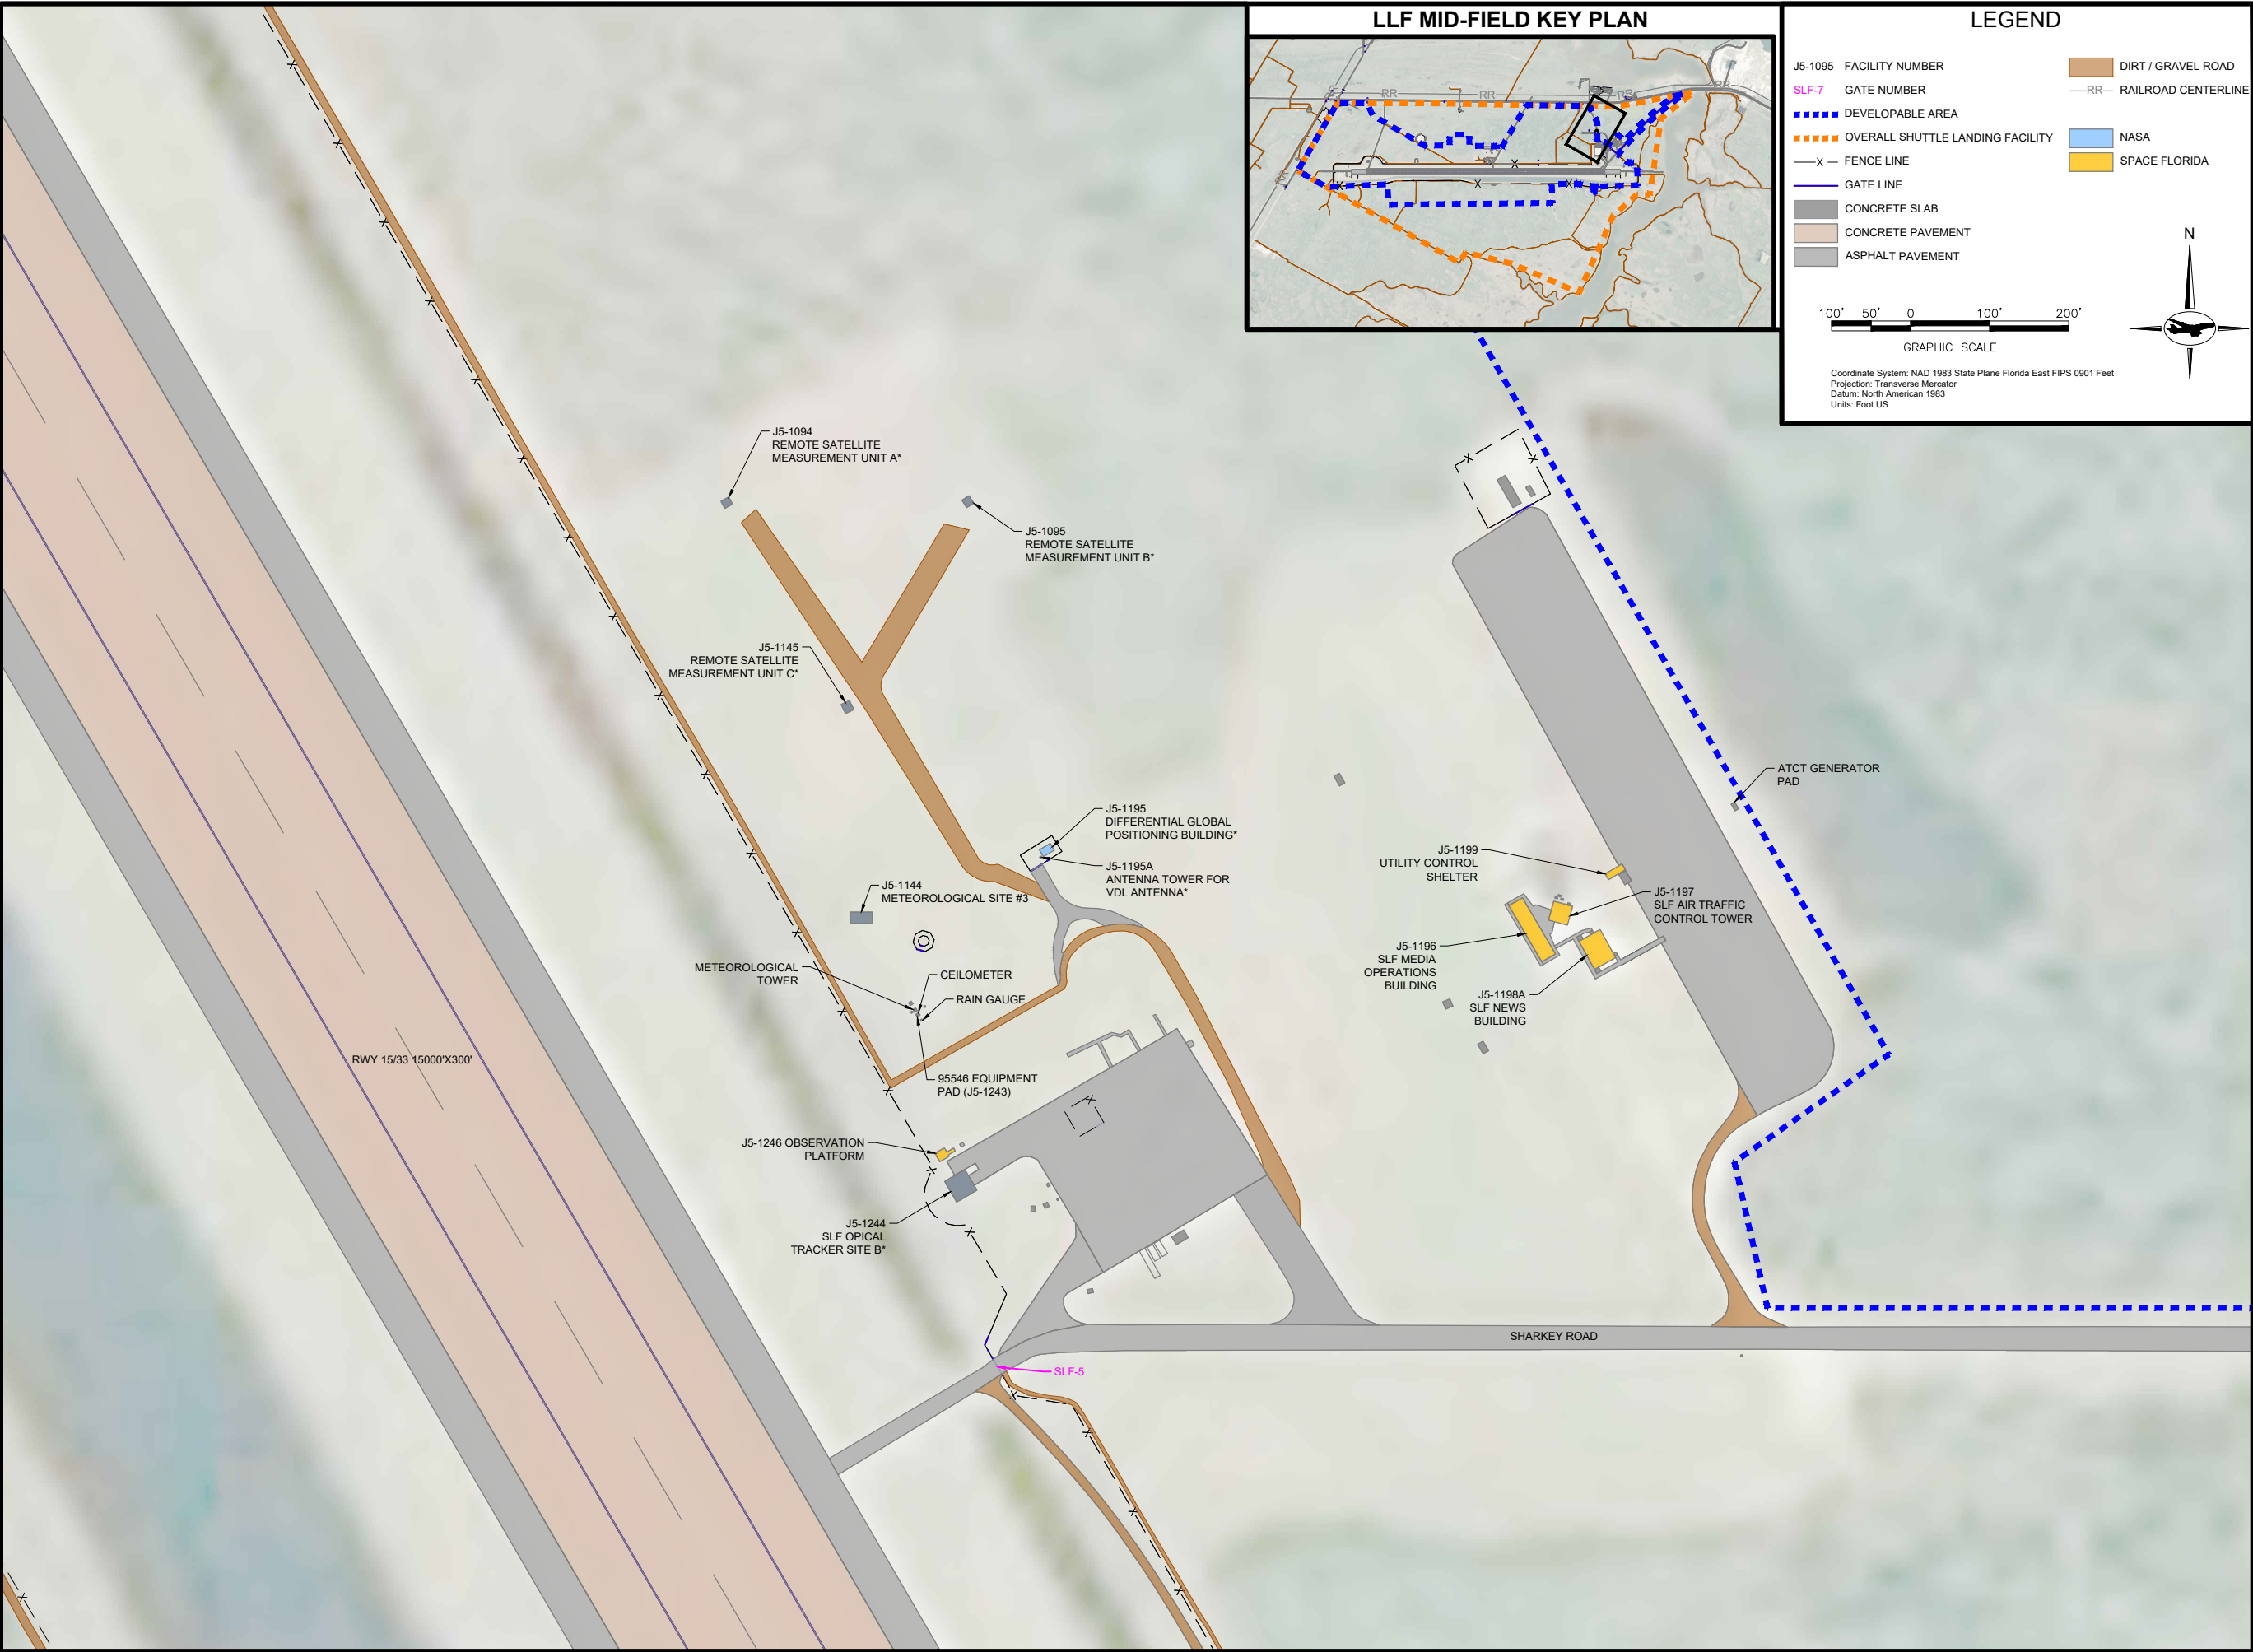 LLF MID-FIELD KEY PLAN
RR
RR
RR
RR
RR
RR
RR
X
X
X
X
LEGEND
J5-1095 FACILITY NUMBER
SLF-7 GATE NUMBER
DEVELOPABLE AREA
OVERALL SHUTTLE LANDING FACILITY
X FENCE LINE
GATE LINE
CONCRETE SLAB
CONCRETE PAVEMENT
ASPHALT PAVEMENT
DIRT / GRAVEL ROAD
RR RAILROAD CENTERLINE
NASA
SPACE FLORIDA
N
100' 50' 0 100' 200'
GRAPHIC SCALE
Coordinate System: NAD 1983 State Plane Florida East FIPS 0901 Feet
Projection: Transverse Mercator
Datum: North American 1983
Units: Foot US
J5-1094
REMOTE SATELLITE
MEASUREMENT UNIT A*
J5-1095
REMOTE SATELLITE
MEASUREMENT UNIT B*
J5-1145
REMOTE SATELLITE
MEASUREMENT UNIT C*
J5-1195
DIFFERENTIAL GLOBAL
POSITIONING BUILDING*
J5-1195A
ANTENNA TOWER FOR
VDL ANTENNA*
J5-1144
METEOROLOGICAL SITE #3
METEOROLOGICAL
TOWER
CEILOMETER
RAIN GAUGE
95546 EQUIPMENT
PAD (J5-1243)
J5-1246 OBSERVATION
PLATFORM
J5-1244
SLF OPICAL
TRACKER SITE B*
ATCT GENERATOR
PAD
J5-1199
UTILITY CONTROL
SHELTER
J5-1197
SLF AIR TRAFFIC
CONTROL TOWER
J5-1196
SLF MEDIA
OPERATIONS
BUILDING
J5-1198A
SLF NEWS
BUILDING
RWY 15/33 15000'X300'
SHARKEY ROAD
SLF-5